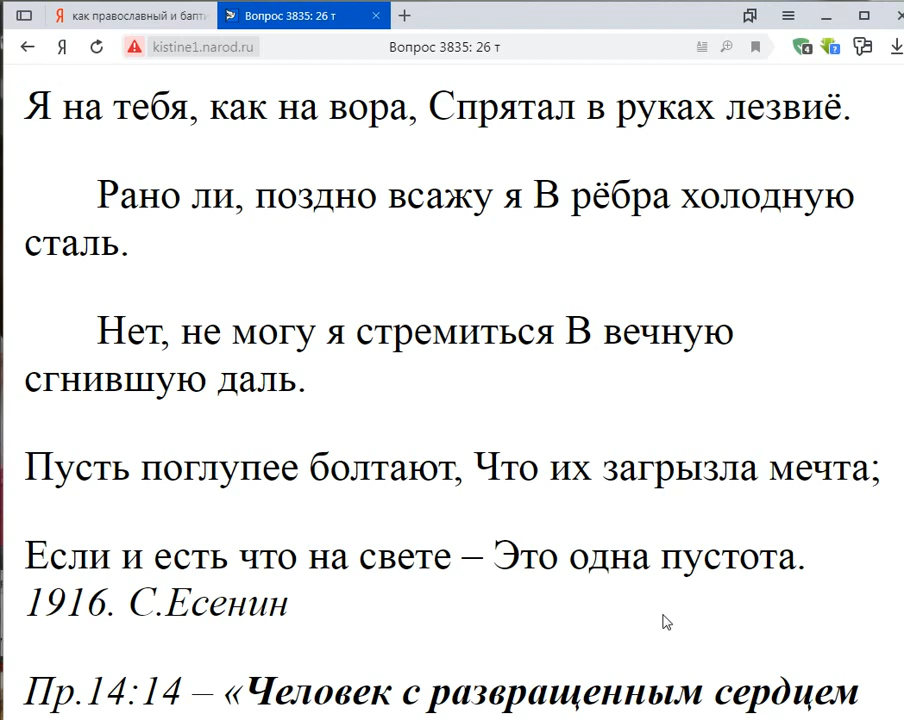 как православный и бапти
Вопрос 3835: 26 т
kistine1.narod.ru
Вопрос 3835: 26 т
4
?
Я на тебя, как на вора, Спрятал в руках лезвиё.
Рано ли, поздно всажу я В рёбра холодную
сталь.
Нет, не могу я стремиться В вечную
сгнившую даль.
Пусть поглупее болтают, Что их загрызла мечта;
Если и есть что на свете – Это одна пустота.
1916. С.Есенин
Пр.14:14 – «Человек с развращенным сердцем